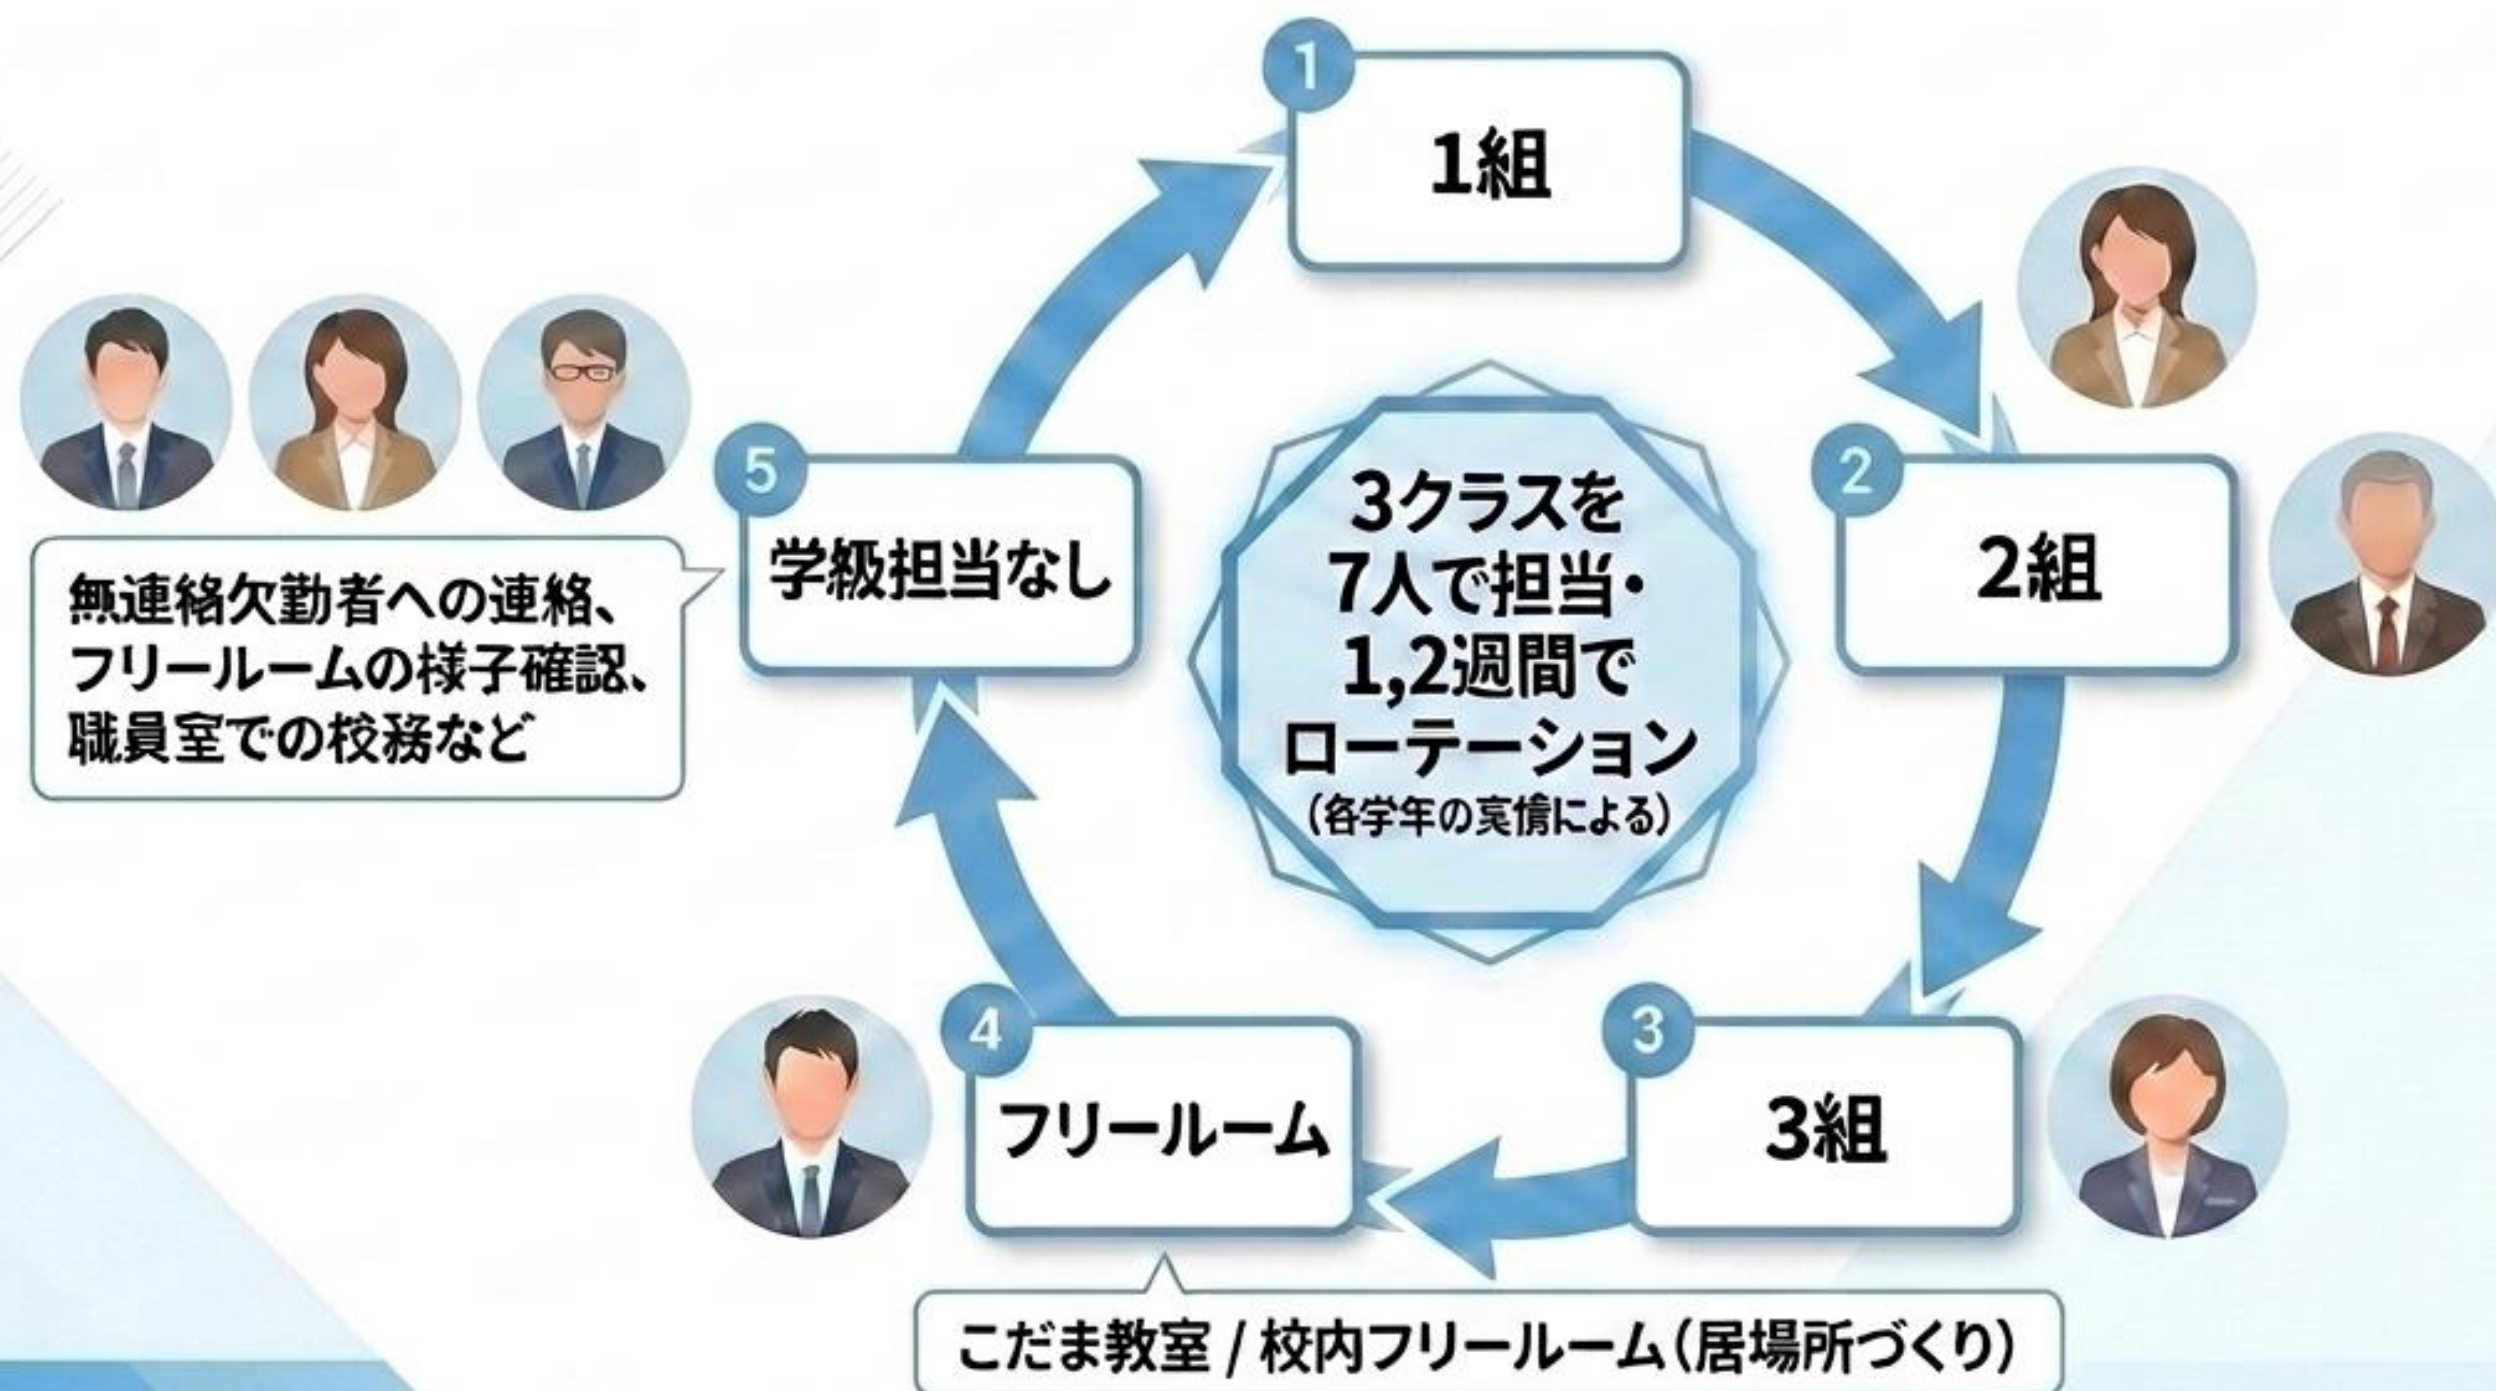 1
1組
2
2組
3
3組
4
フリールーム
こだま教室 / 校内フリールーム(居場所づくり)
5
学級担当なし
無連絡欠勤者への連絡、
フリールームの様子確認、
職員室での校務など
3クラスを
7人で担当・
1,2週間で
ローテーション
(各学年の実情による)